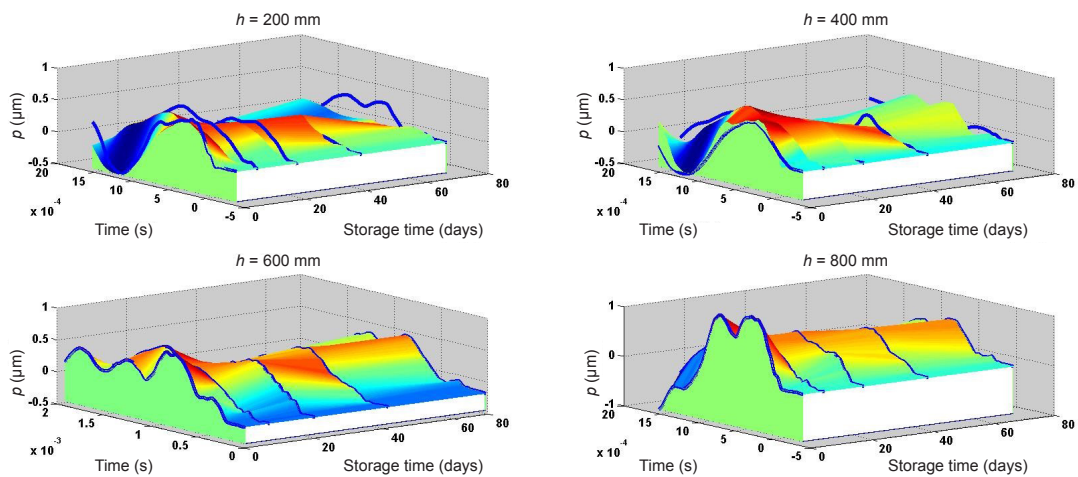 h = 200 mm
p (µm)
1
0.5
0
-0.5
20
15
10
5
0
-5
x 10⁻⁴
0
20
40
60
80
Time (s)
Storage time (days)
h = 400 mm
p (µm)
1
0.5
0
-0.5
15
10
5
0
-5
x 10⁻⁴
0
20
40
60
80
Time (s)
Storage time (days)
h = 600 mm
p (µm)
1
0.5
0
-0.5
2
1.5
1
0.5
0
x 10⁻³
0
20
40
60
80
Time (s)
Storage time (days)
h = 800 mm
p (µm)
1
0
-1
20
15
10
5
0
-5
x 10⁻⁴
0
20
40
60
80
Time (s)
Storage time (days)